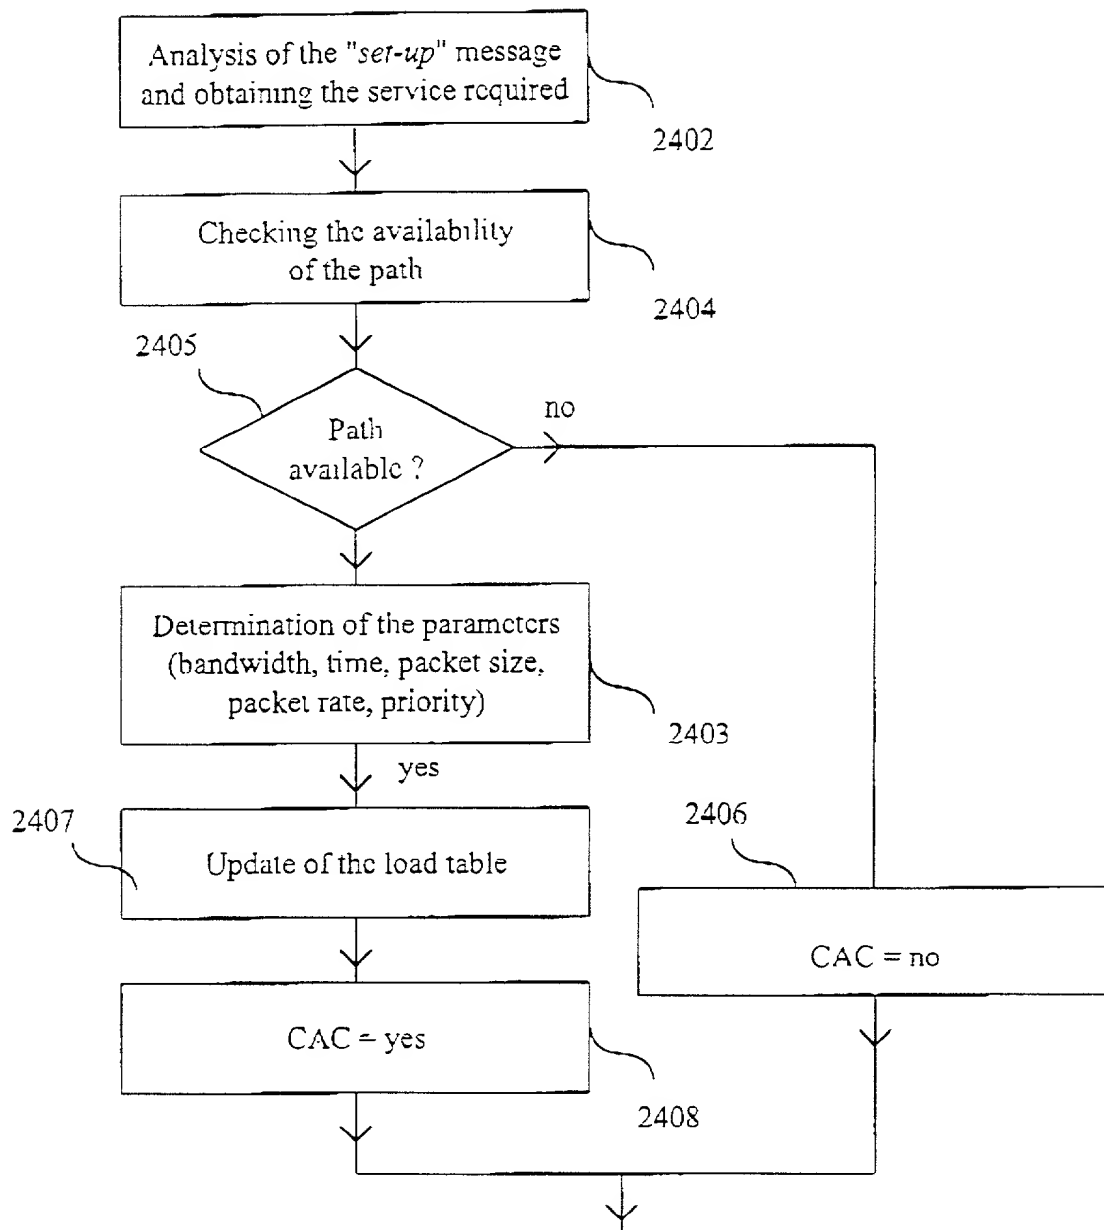 Analysis of the "set-up" message
and obtaining the service required
2402
Checking the availability
of the path
2404
2405
Path
available ?
no
Determination of the parameters
(bandwidth, time, packet size,
packet rate, priority)
2403
yes
2407
Update of the load table
2406
CAC = no
CAC = yes
2408